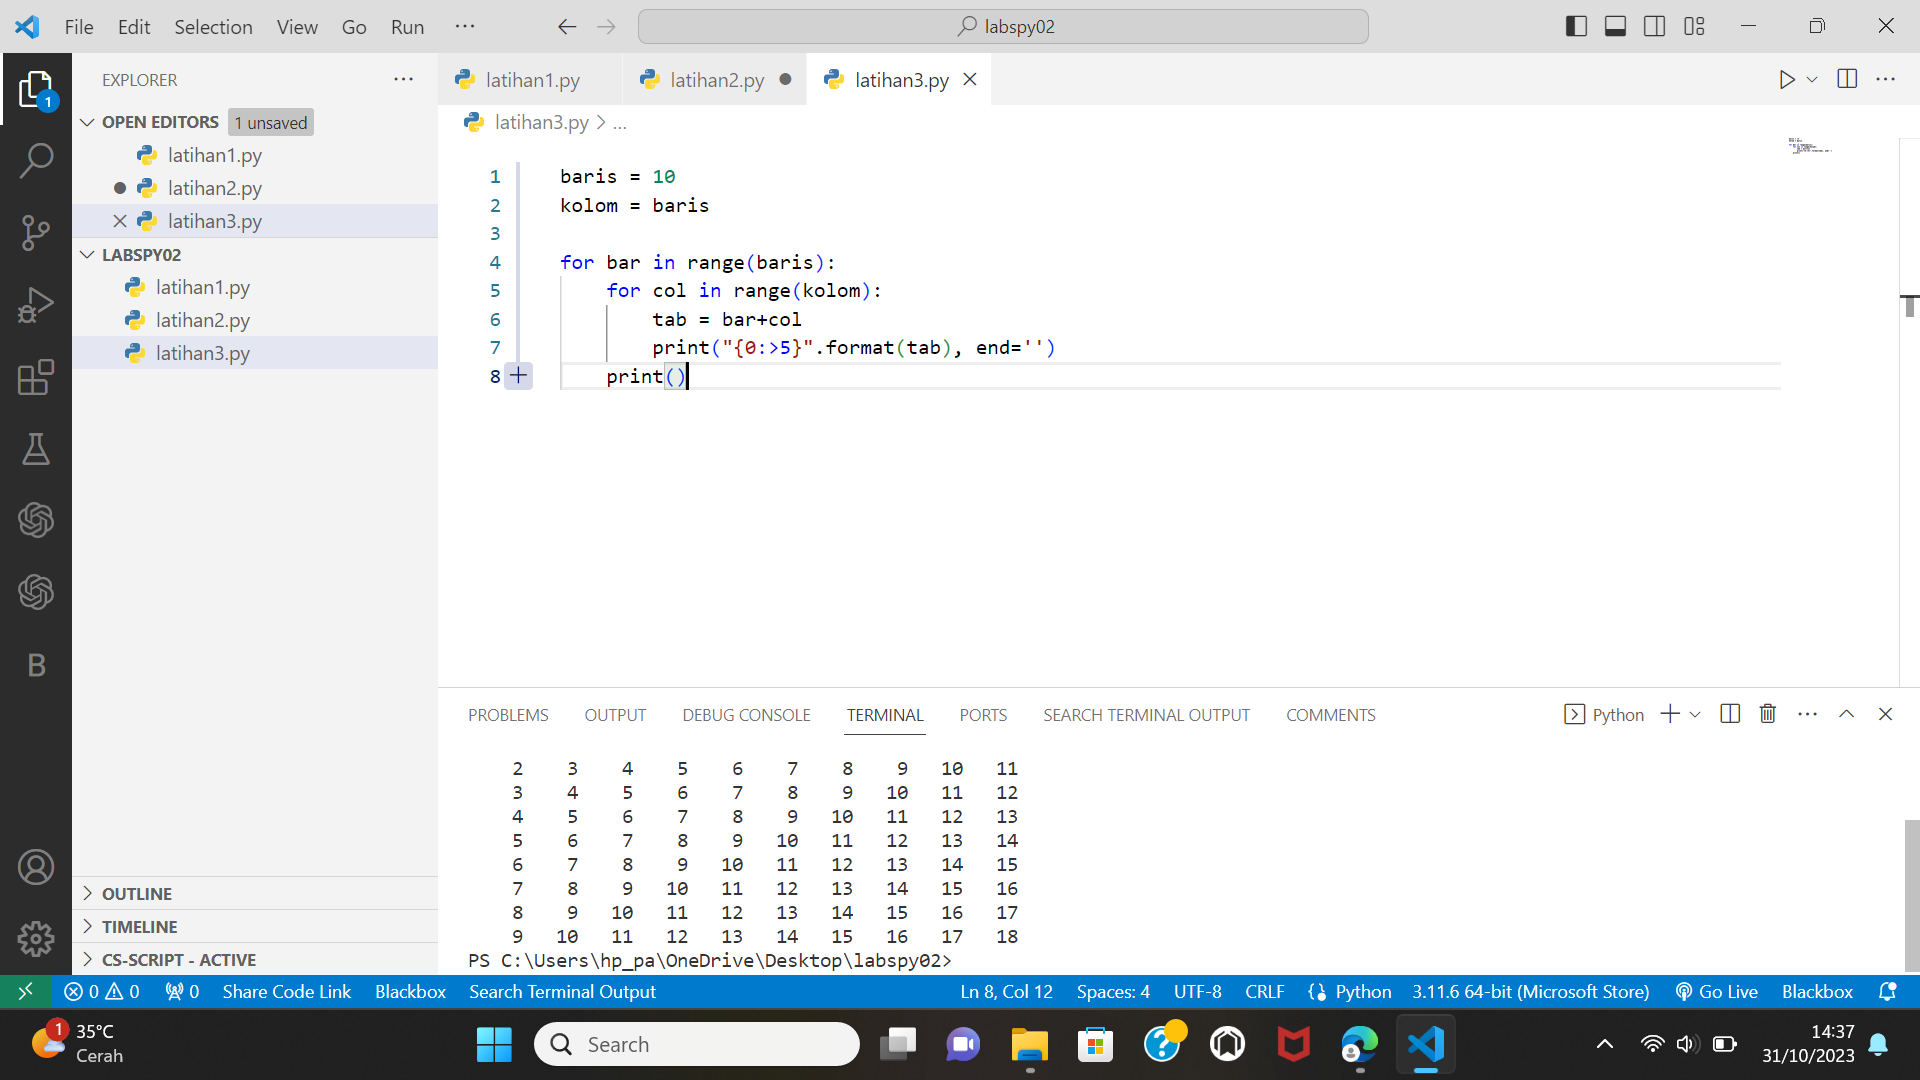 File Edit Selection View Go Run ···
labspy02
EXPLORER ···
OPEN EDITORS 1 unsaved
latihan1.py
latihan2.py
latihan3.py
LABSPY02
latihan1.py
latihan2.py
latihan3.py
OUTLINE
TIMELINE
CS-SCRIPT - ACTIVE
1
B
latihan1.py latihan2.py latihan3.py
latihan3.py > ...
1 baris = 10
2 kolom = baris
3
4 for bar in range(baris):
5     for col in range(kolom):
6         tab = bar+col
7         print("{0:>5}".format(tab), end='')
8     print()
PROBLEMS OUTPUT DEBUG CONSOLE TERMINAL PORTS SEARCH TERMINAL OUTPUT COMMENTS Python
2 3 4 5 6 7 8 9 10 11
3 4 5 6 7 8 9 10 11 12
4 5 6 7 8 9 10 11 12 13
5 6 7 8 9 10 11 12 13 14
6 7 8 9 10 11 12 13 14 15
7 8 9 10 11 12 13 14 15 16
8 9 10 11 12 13 14 15 16 17
9 10 11 12 13 14 15 16 17 18
PS C:\Users\hp_pa\OneDrive\Desktop\labspy02>
0 0 0 Share Code Link Blackbox Search Terminal Output Ln 8, Col 12 Spaces: 4 UTF-8 CRLF Python 3.11.6 64-bit (Microsoft Store) Go Live Blackbox
1 35°C
Cerah
Search
14:37
31/10/2023